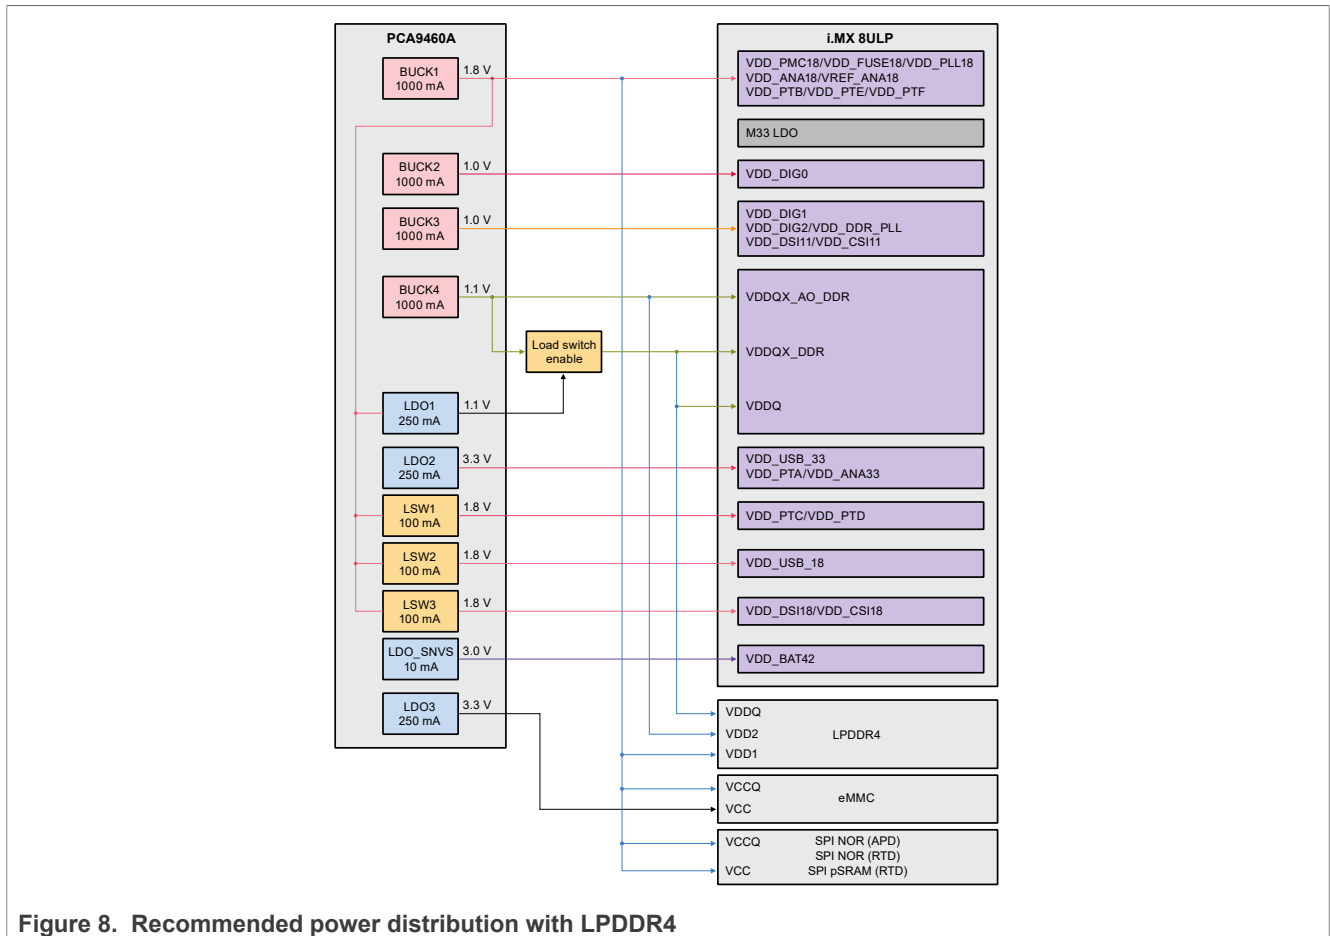 PCA9460A
i.MX 8ULP
BUCK1
1000 mA
1.8 V
VDD_PMC18/VDD_FUSE18/VDD_PLL18
VDD_ANA18/VREF_ANA18
VDD_PTB/VDD_PTE/VDD_PTF
M33 LDO
BUCK2
1000 mA
1.0 V
VDD_DIG0
BUCK3
1000 mA
1.0 V
VDD_DIG1
VDD_DIG2/VDD_DDR_PLL
VDD_DSI11/VDD_CSI11
BUCK4
1000 mA
1.1 V
VDDQX_AO_DDR
Load switch
enable
VDDQX_DDR
VDDQ
LDO1
250 mA
1.1 V
LDO2
250 mA
3.3 V
VDD_USB_33
VDD_PTA/VDD_ANA33
LSW1
100 mA
1.8 V
VDD_PTC/VDD_PTD
LSW2
100 mA
1.8 V
VDD_USB_18
LSW3
100 mA
1.8 V
VDD_DSI18/VDD_CSI18
LDO_SNVS
10 mA
3.0 V
VDD_BAT42
LDO3
250 mA
3.3 V
VDDQ
VDD2
LPDDR4
VDD1
VCCQ
eMMC
VCC
VCCQ
SPI NOR (APD)
SPI NOR (RTD)
VCC
SPI pSRAM (RTD)
Figure 8. Recommended power distribution with LPDDR4